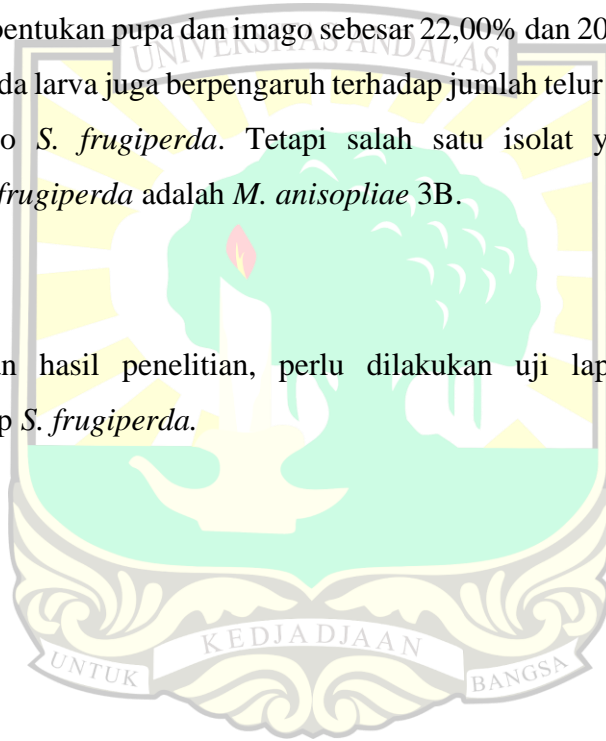 bentukan pupa dan imago sebesar 22,00% dan 20
UNIVERSITAS ANDALAS
da larva juga berpengaruh terhadap jumlah telur
o S. frugiperda. Tetapi salah satu isolat y
frugiperda adalah M. anisopliae 3B.
n hasil penelitian, perlu dilakukan uji lap
p S. frugiperda.
UNTUK KEDJADJAAN BANGSA